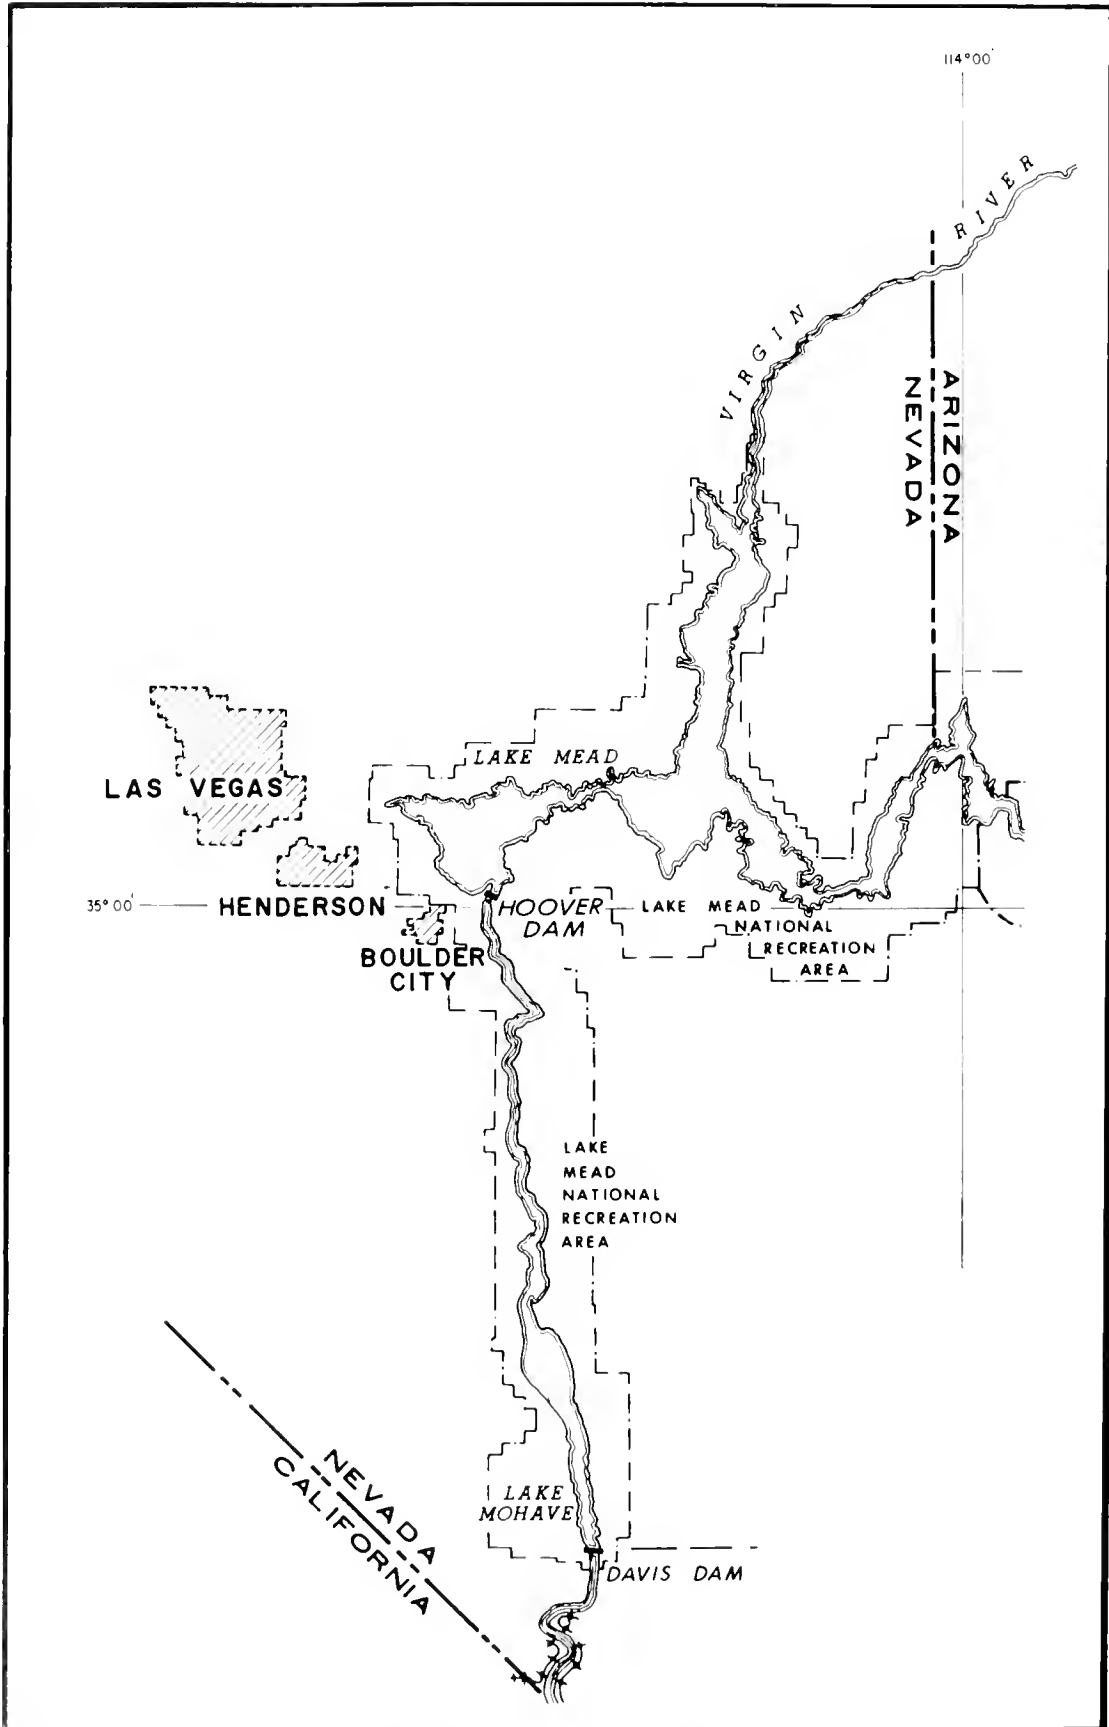 114°00'
VIRGIN RIVER
ARIZONA
NEVADA
LAKE MEAD
LAS VEGAS
35°00'
HENDERSON
HOOVER
DAM
LAKE MEAD
NATIONAL
RECREATION
AREA
BOULDER
CITY
LAKE
MEAD
NATIONAL
RECREATION
AREA
NEVADA
CALIFORNIA
LAKE
MOHAVE
DAVIS DAM